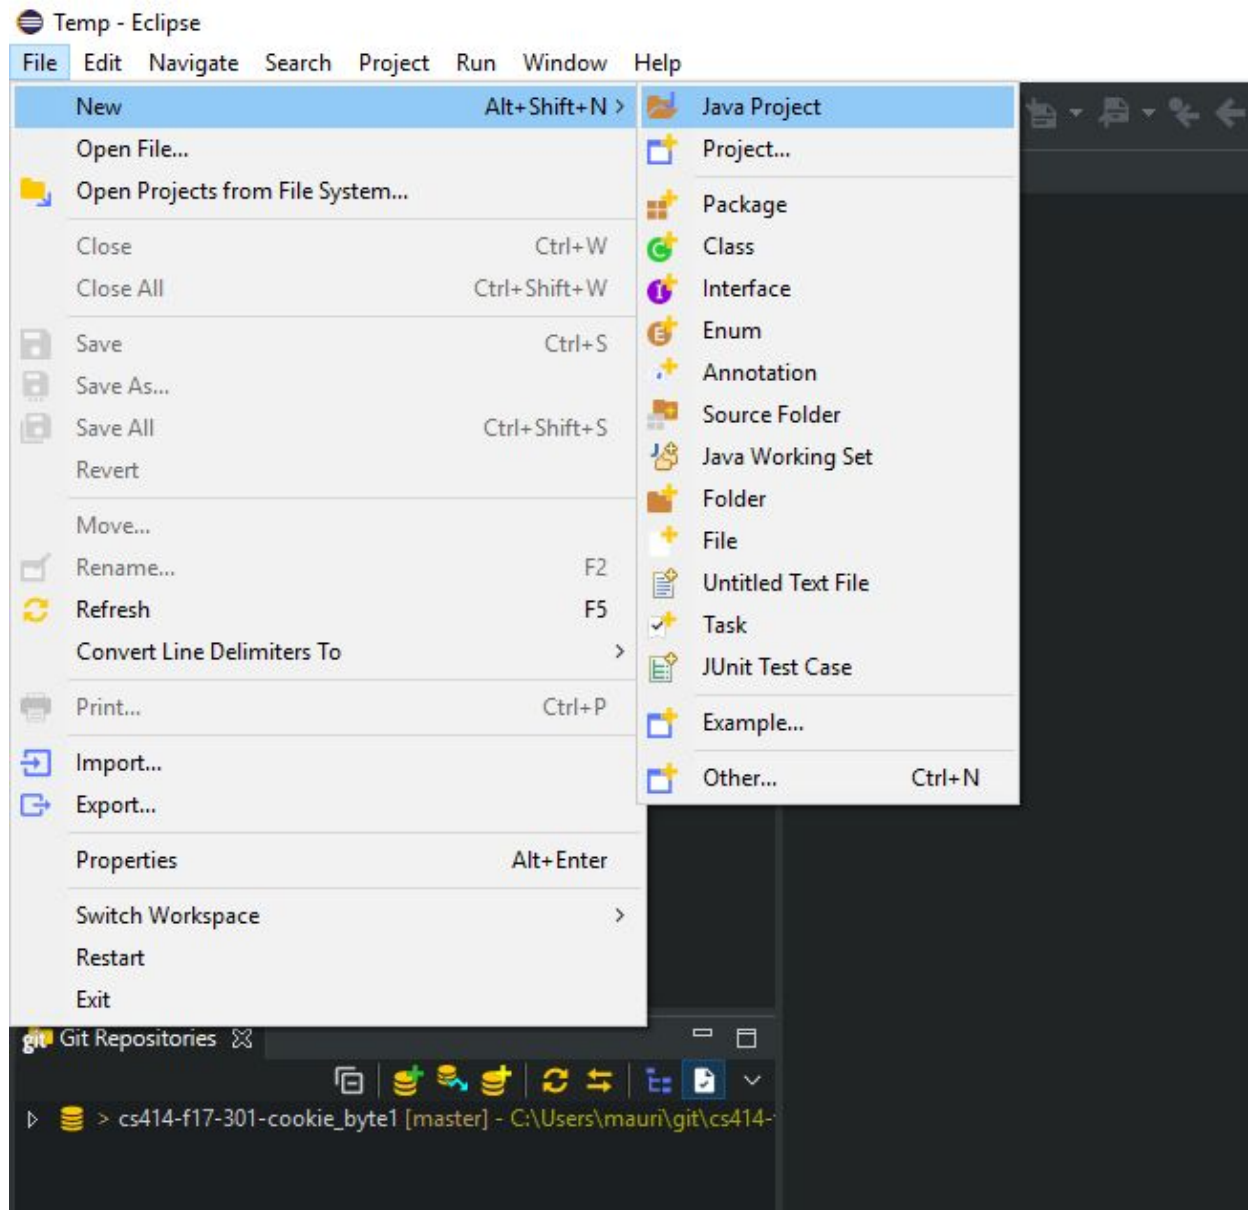 Temp - Eclipse
File Edit Navigate Search Project Run Window Help
New Alt+Shift+N >
Open File...
Open Projects from File System...
Close Ctrl+W
Close All Ctrl+Shift+W
Save Ctrl+S
Save As...
Save All Ctrl+Shift+S
Revert
Move...
Rename... F2
Refresh F5
Convert Line Delimiters To >
Print... Ctrl+P
Import...
Export...
Properties Alt+Enter
Switch Workspace >
Restart
Exit
Java Project
Project...
Package
Class
Interface
Enum
Annotation
Source Folder
Java Working Set
Folder
File
Untitled Text File
Task
JUnit Test Case
Example...
Other... Ctrl+N
git Git Repositories
> cs414-f17-301-cookie_byte1 [master] - C:\Users\mauri\git\cs414-